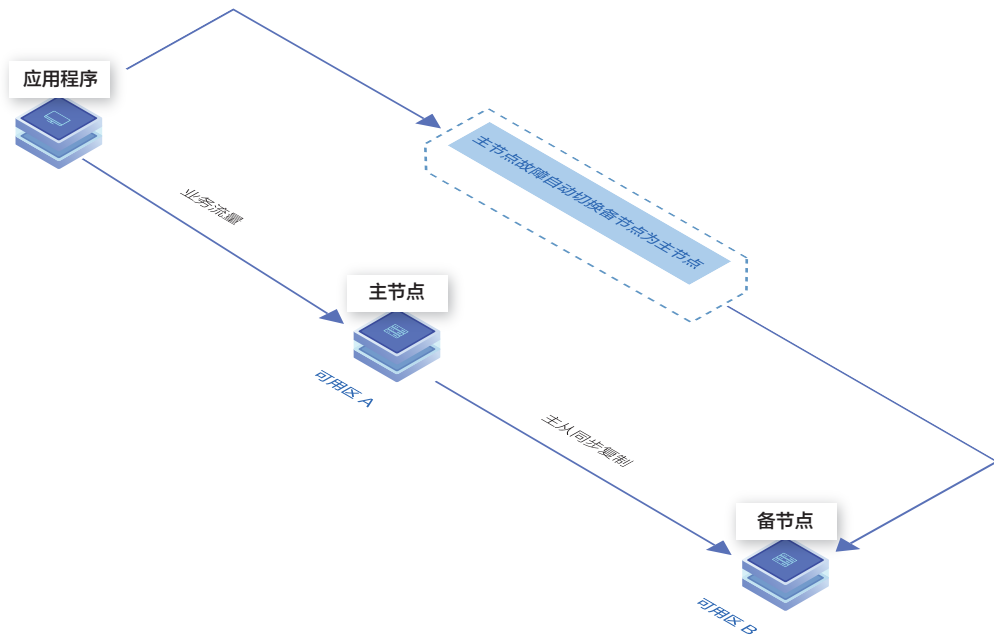 应用程序
主节点故障自动切换备节点为主节点
业务流量
主节点
可用区 A
主从同步复制
备节点
可用区 B